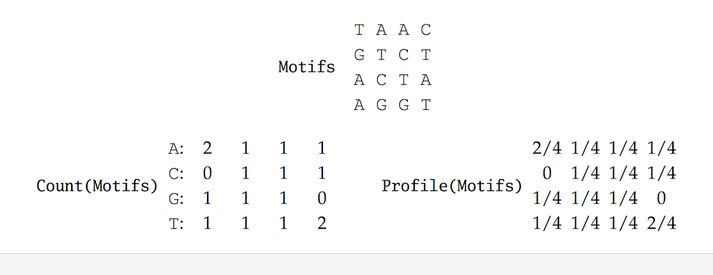 T A A C
G T C T
Motifs
A C T A
A G G T
A: 2 1 1 1 2/4 1/4 1/4 1/4
C: 0 1 1 1 0 1/4 1/4 1/4
Count(Motifs) Profile(Motifs)
G: 1 1 1 0 1/4 1/4 1/4 0
T: 1 1 1 2 1/4 1/4 1/4 2/4